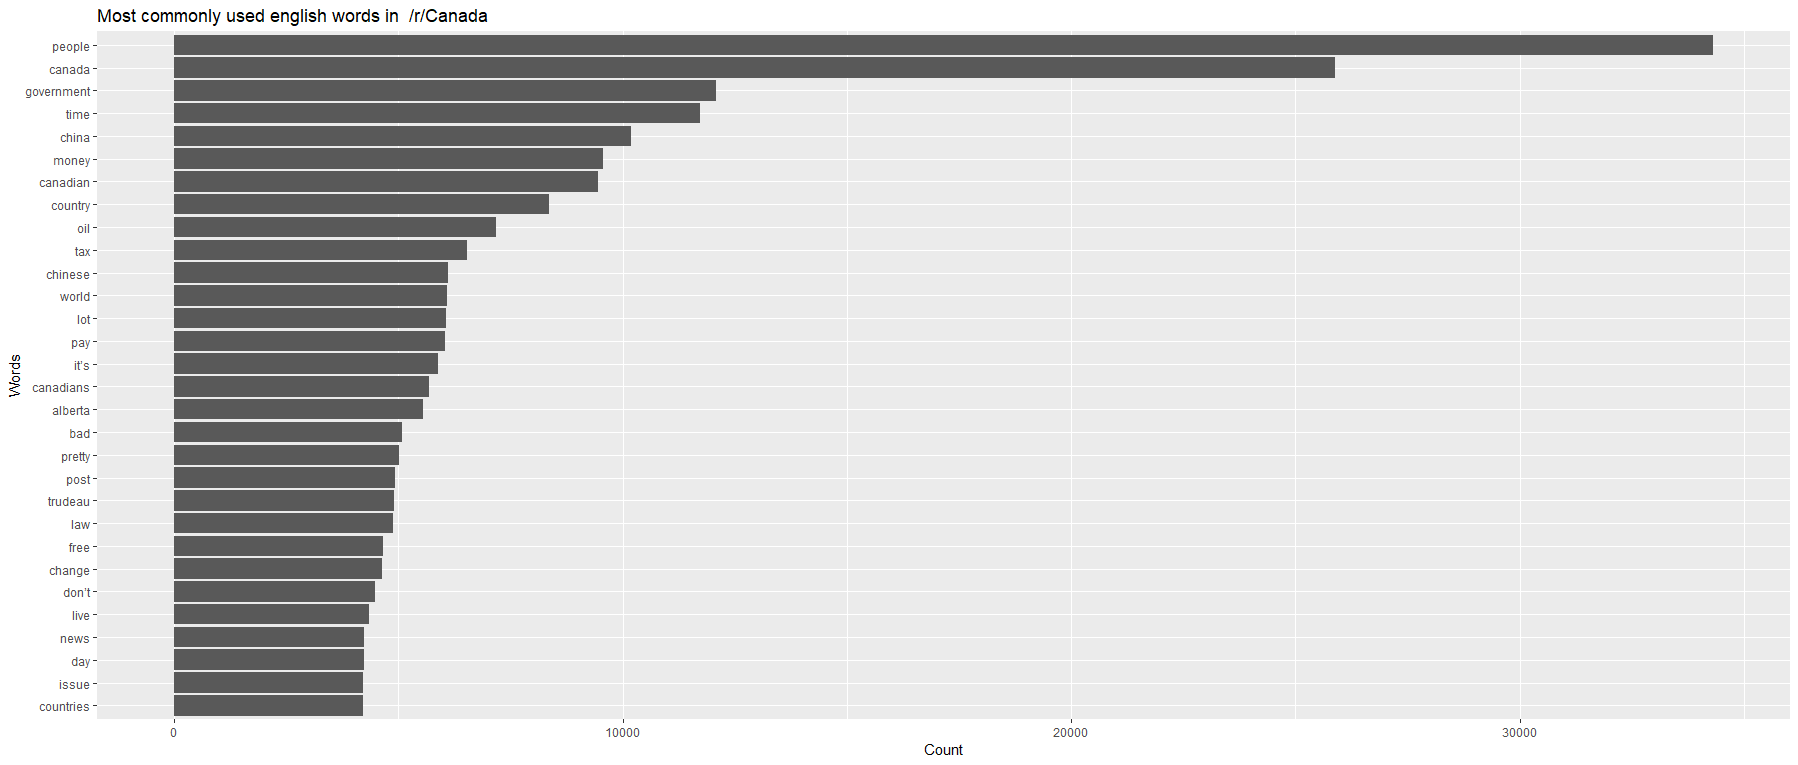 Most commonly used english words in  /r/Canada
people
canada
government
time
china
money
canadian
country
oil
tax
chinese
world
lot
pay
it's
canadians
alberta
bad
pretty
post
trudeau
law
free
change
don't
live
news
day
issue
countries
Words
0 10000 20000 30000
Count